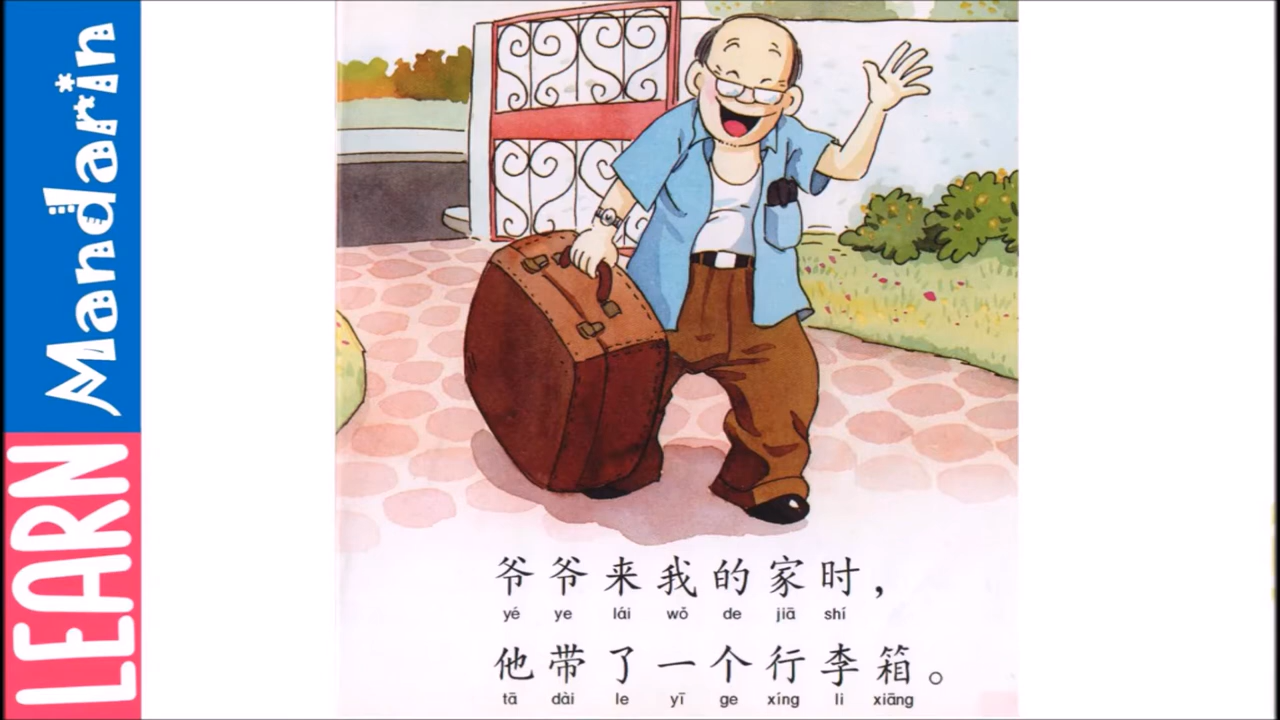 LEARN Mandarin
爷爷来我的家时，
yé ye lái wǒ de jiā shí
他带了一个行李箱。
tā dài le yī ge xíng li xiāng